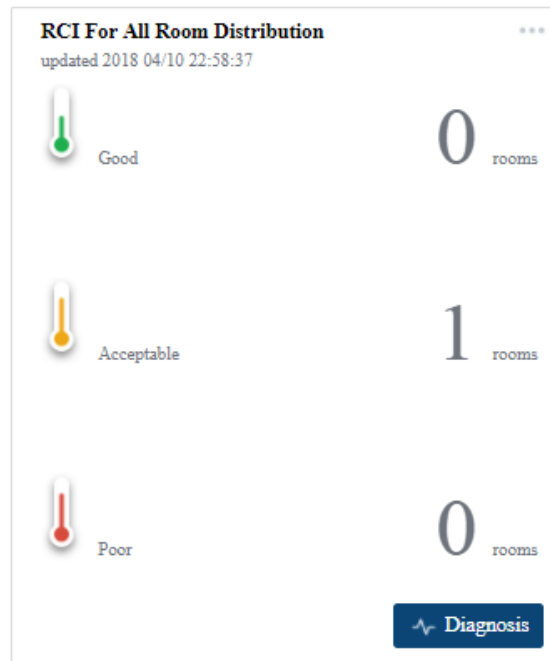 RCI For All Room Distribution
updated 2018 04/10 22:58:37
Good 0 rooms
Acceptable 1 rooms
Poor 0 rooms
Diagnosis